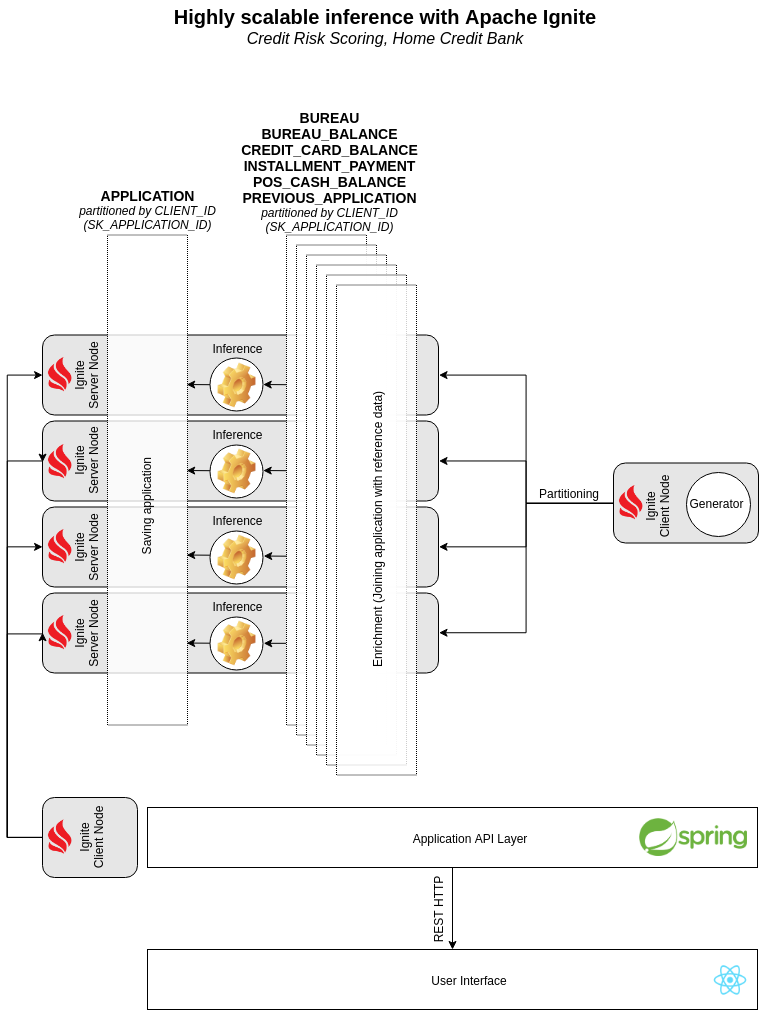 Highly scalable inference with Apache Ignite
Credit Risk Scoring, Home Credit Bank
BUREAU
BUREAU_BALANCE
CREDIT_CARD_BALANCE
INSTALLMENT_PAYMENT
POS_CASH_BALANCE
PREVIOUS_APPLICATION
partitioned by CLIENT_ID
(SK_APPLICATION_ID)
APPLICATION
partitioned by CLIENT_ID
(SK_APPLICATION_ID)
Ignite
Server Node
Inference
Ignite
Server Node
Inference
Ignite
Server Node
Inference
Ignite
Server Node
Inference
Saving application
Enrichment (Joining application with reference data)
Partitioning
Ignite
Client Node
Generator
Ignite
Client Node
Application API Layer
spring
REST HTTP
User Interface